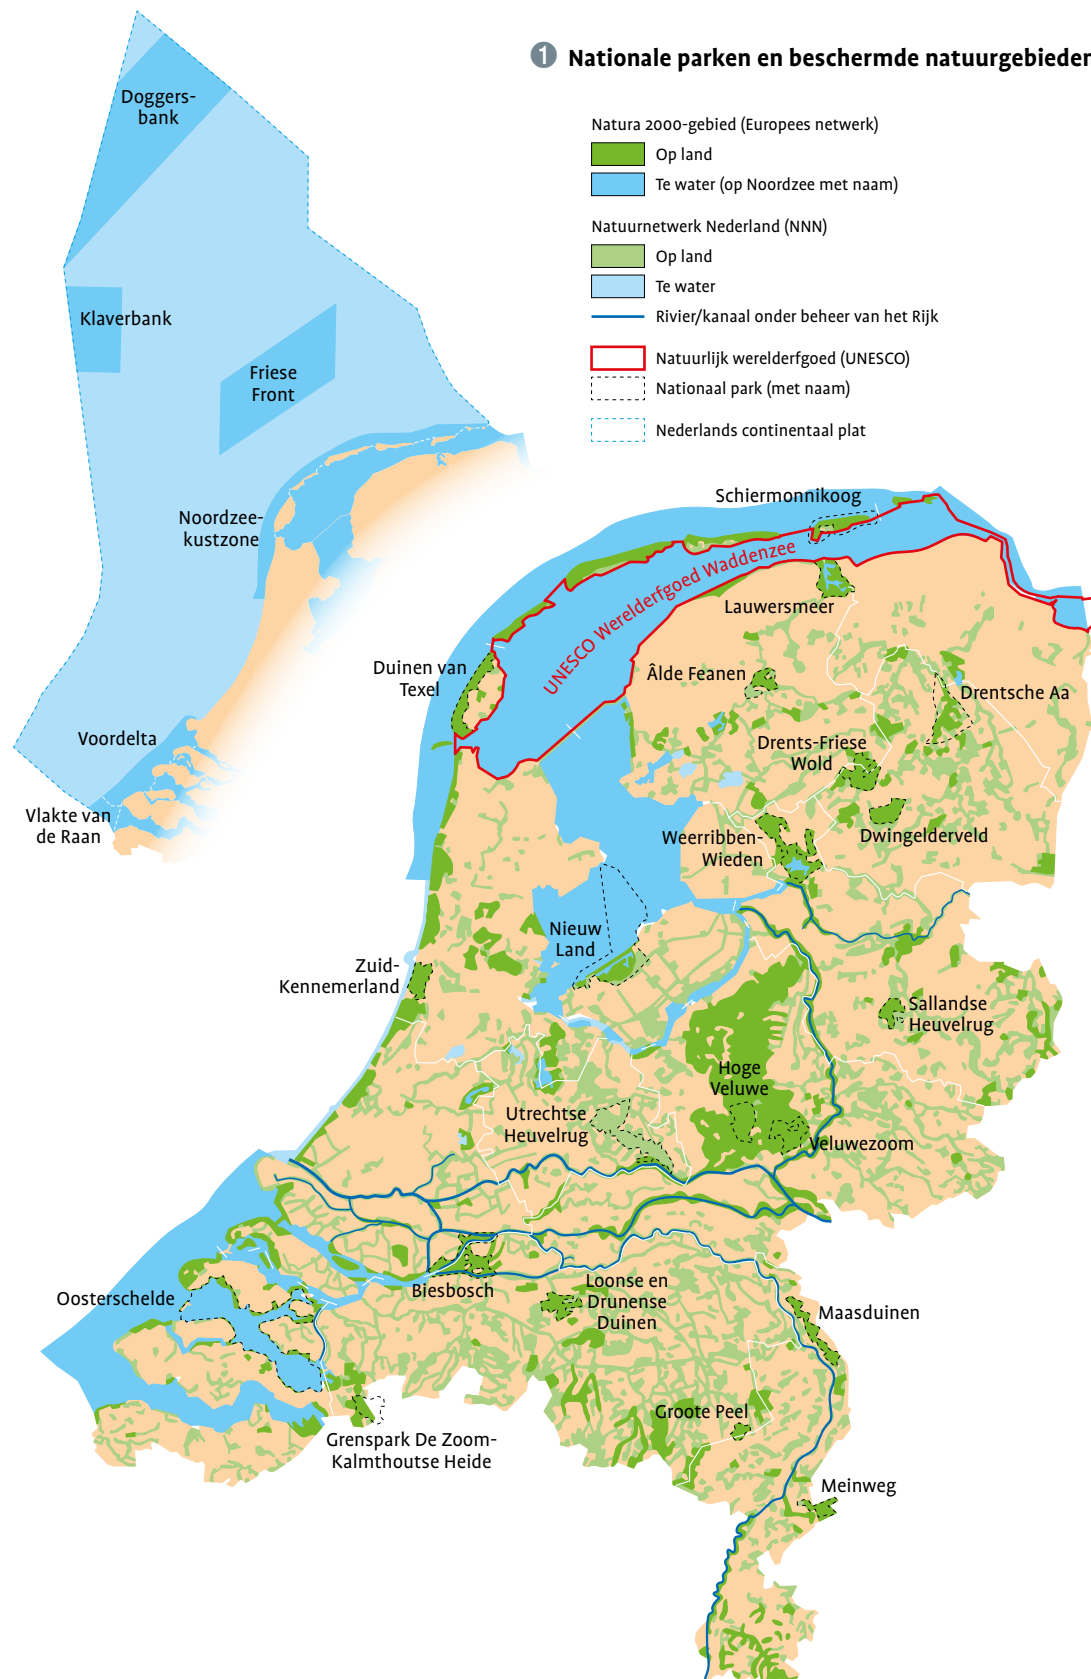 1 Nationale parken en beschermde natuurgebieden
Natura 2000-gebied (Europees netwerk)
Op land
Te water (op Noordzee met naam)
Natuurnetwerk Nederland (NNN)
Op land
Te water
Rivier/kanaal onder beheer van het Rijk
Natuurlijk werelderfgoed (UNESCO)
Nationaal park (met naam)
Nederlands continentaal plat
Doggers-
bank
Klaverbank
Friese
Front
Noordzee-
kustzone
Voordelta
Vlakte van
de Raan
Schiermonnikoog
UNESCO Werelderfgoed Waddenzee
Lauwersmeer
Duinen van
Texel
Âlde Feanen
Drentsche Aa
Drents-Friese
Wold
Weerribben-
Wieden
Dwingelderveld
Nieuw
Land
Zuid-
Kennemerland
Sallandse
Heuvelrug
Hoge
Veluwe
Utrechtse
Heuvelrug
Veluwezoom
Biesbosch
Loonse en
Drunense
Duinen
Oosterschelde
Maasduinen
Groote Peel
Grenspark De Zoom-
Kalmthoutse Heide
Meinweg